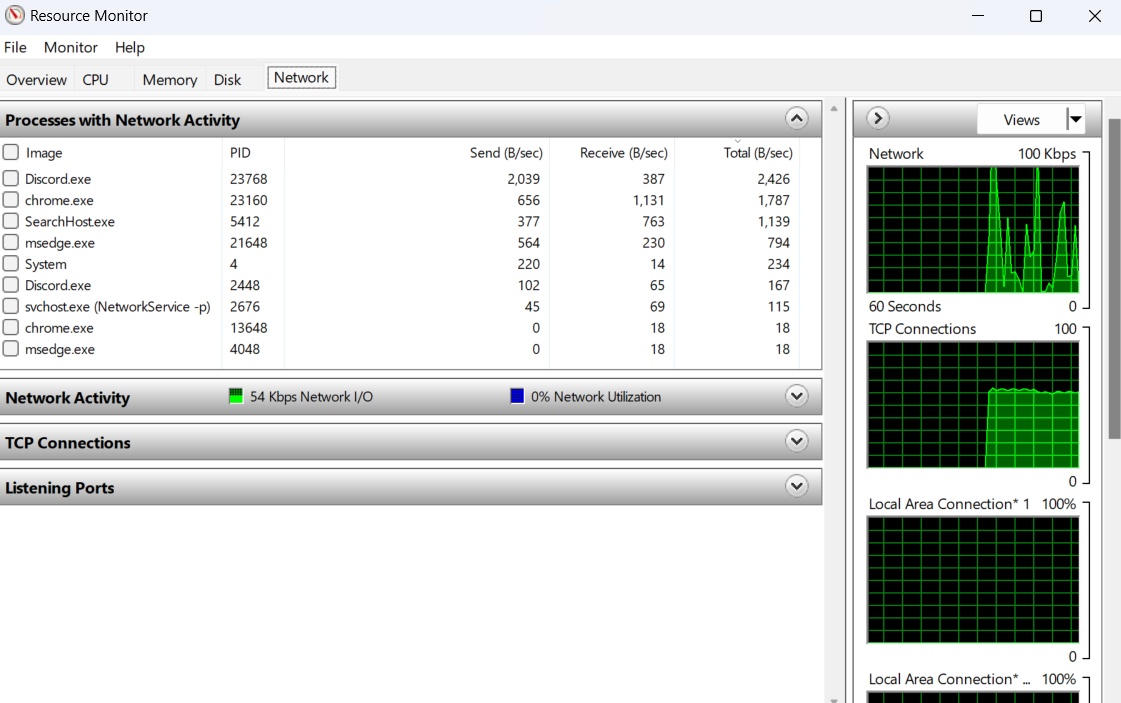 Resource Monitor
File Monitor Help
Overview CPU Memory Disk Network
Processes with Network Activity
Image PID Send (B/sec) Receive (B/sec) Total (B/sec)
Discord.exe 23768 2,039 387 2,426
chrome.exe 23160 656 1,131 1,787
SearchHost.exe 5412 377 763 1,139
msedge.exe 21648 564 230 794
System 4 220 14 234
Discord.exe 2448 102 65 167
svchost.exe (NetworkService -p) 2676 45 69 115
chrome.exe 13648 0 18 18
msedge.exe 4048 0 18 18
Network Activity 54 Kbps Network I/O 0% Network Utilization
TCP Connections
Listening Ports
Views
Network 100 Kbps
60 Seconds 0
TCP Connections 100
0
Local Area Connection* 1 100%
0
Local Area Connection* ... 100%